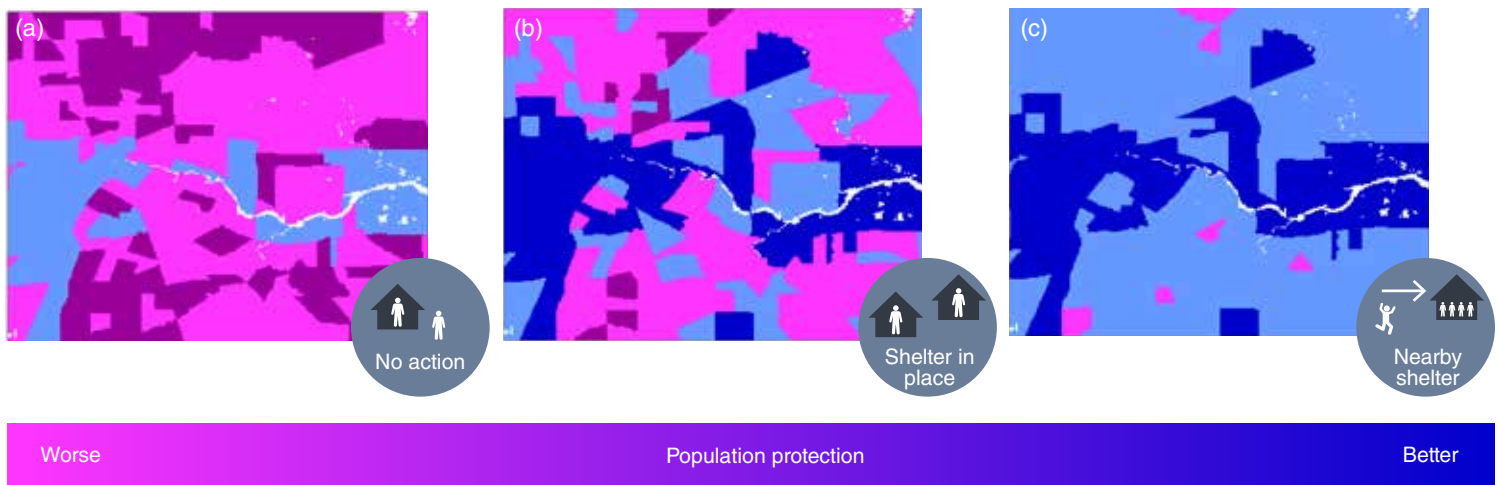 (a)
(b)
(c)
No action
Shelter in
place
Nearby
shelter
Worse
Population protection
Better